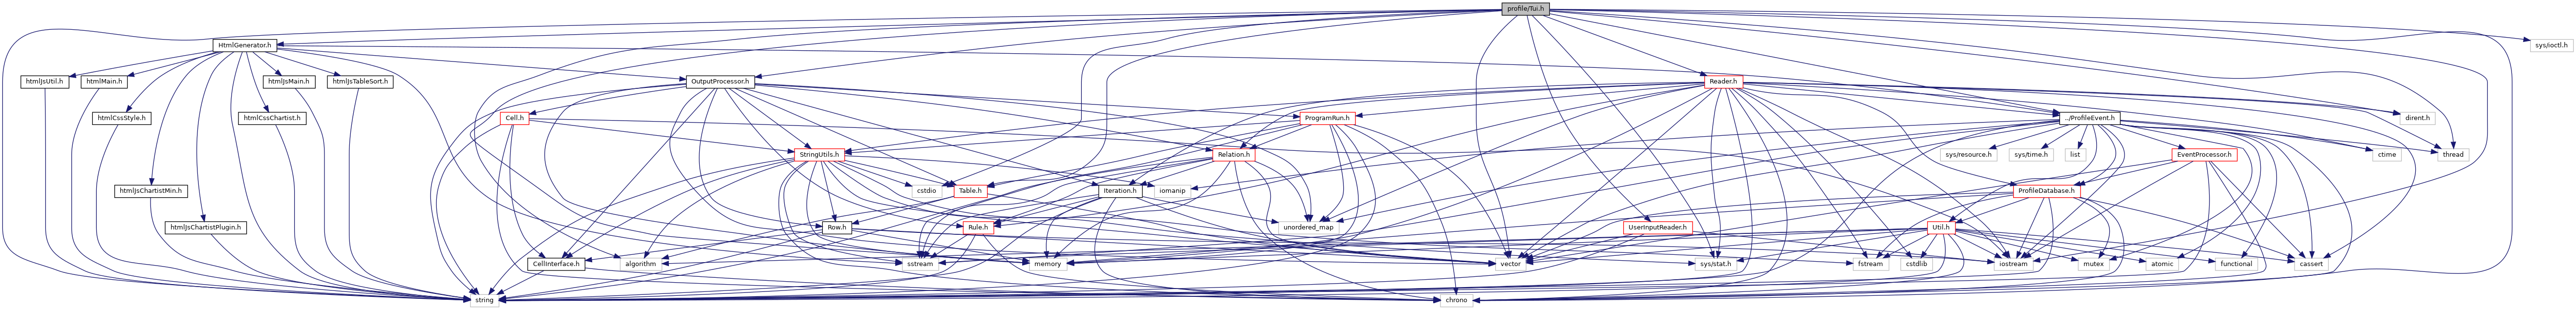 profile/Tui.h
HtmlGenerator.h
sys/ioctl.h
htmlJsUtil.h
htmlMain.h
htmlJsMain.h
htmlJsTableSort.h
OutputProcessor.h
Reader.h
htmlCssStyle.h
htmlCssChartist.h
Cell.h
ProgramRun.h
../ProfileEvent.h
dirent.h
StringUtils.h
Relation.h
sys/resource.h
sys/time.h
list
EventProcessor.h
ctime
thread
htmlJsChartistMin.h
cstdio
Table.h
Iteration.h
iomanip
ProfileDatabase.h
htmlJsChartistPlugin.h
Row.h
Rule.h
unordered_map
UserInputReader.h
Util.h
CellInterface.h
algorithm
sstream
memory
vector
sys/stat.h
fstream
cstdlib
iostream
mutex
atomic
functional
cassert
string
chrono